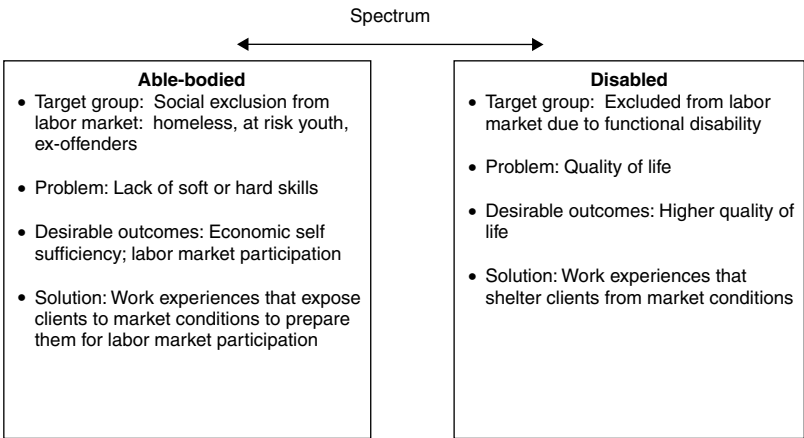 Spectrum
Able-bodied
• Target group: Social exclusion from
labor market: homeless, at risk youth,
ex-offenders
• Problem: Lack of soft or hard skills
• Desirable outcomes: Economic self
sufficiency; labor market participation
• Solution: Work experiences that expose
clients to market conditions to prepare
them for labor market participation
Disabled
• Target group: Excluded from labor
market due to functional disability
• Problem: Quality of life
• Desirable outcomes: Higher quality of
life
• Solution: Work experiences that
shelter clients from market conditions